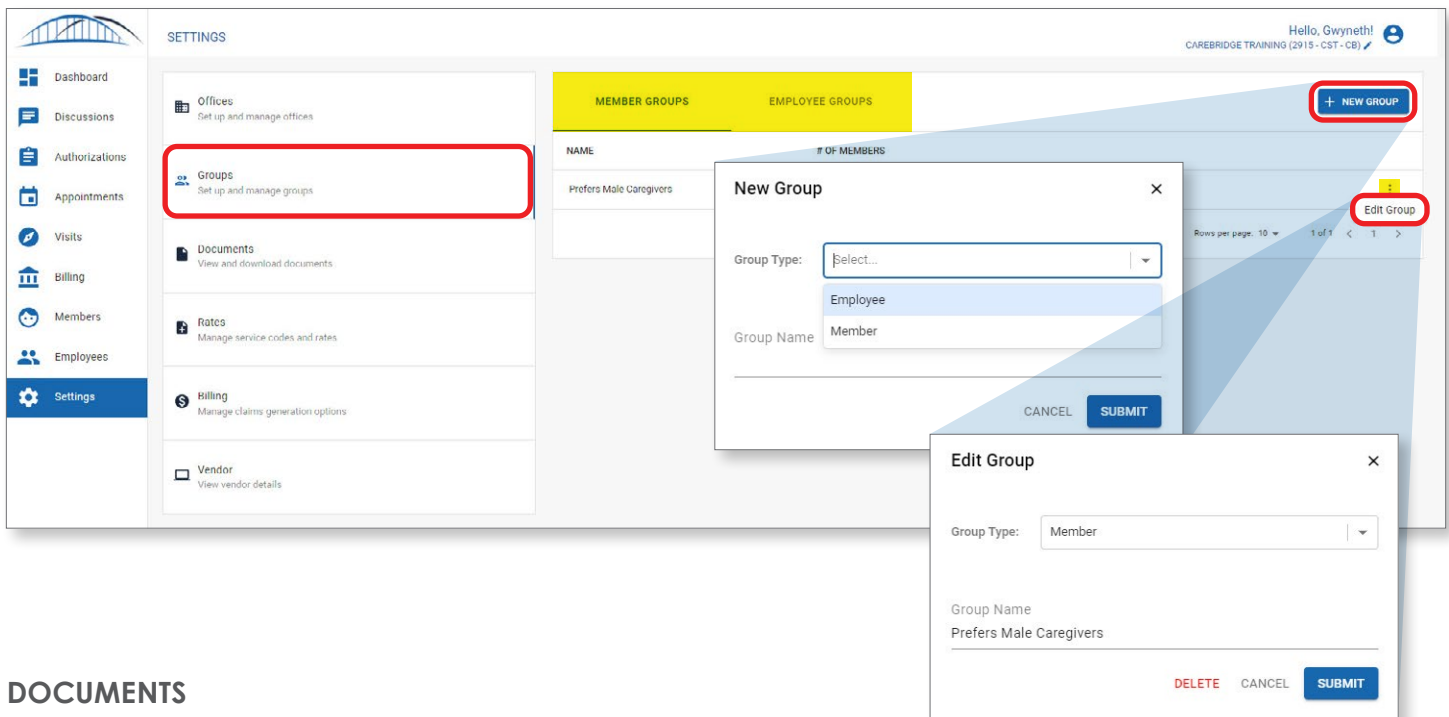 SETTINGS
Hello, Gwyneth!
CAREBRIDGE TRAINING (2915 - CST - CB)
Dashboard
Discussions
Authorizations
Appointments
Visits
Billing
Members
Employees
Settings
Offices
Set up and manage offices
Groups
Set up and manage groups
Documents
View and download documents
Rates
Manage service codes and rates
Billing
Manage claims generation options
Vendor
View vendor details
MEMBER GROUPS EMPLOYEE GROUPS
+ NEW GROUP
NAME # OF MEMBERS
Prefers Male Caregivers
Edit Group
Rows per page: 10 1 of 1 < 1 >
New Group ×
Group Type: Select...
Employee
Member
Group Name
CANCEL SUBMIT
Edit Group ×
Group Type: Member
Group Name
Prefers Male Caregivers
DELETE CANCEL SUBMIT
DOCUMENTS